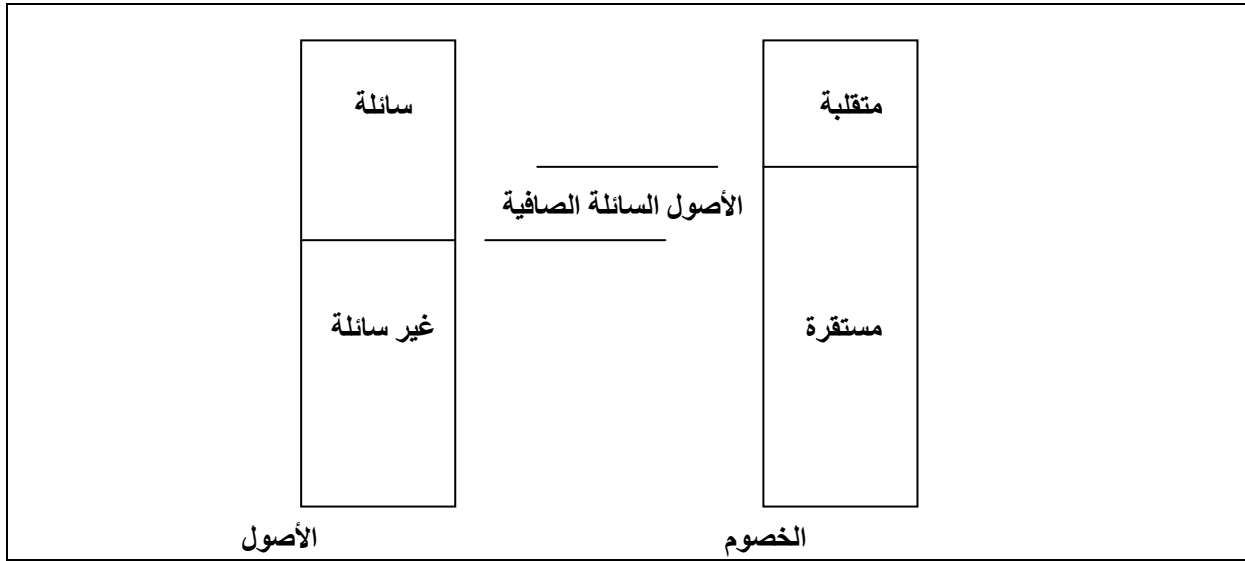 متقلبة
سائلة
الأصول السائلة الصافية
مستقرة
غير سائلة
الخصوم
الأصول